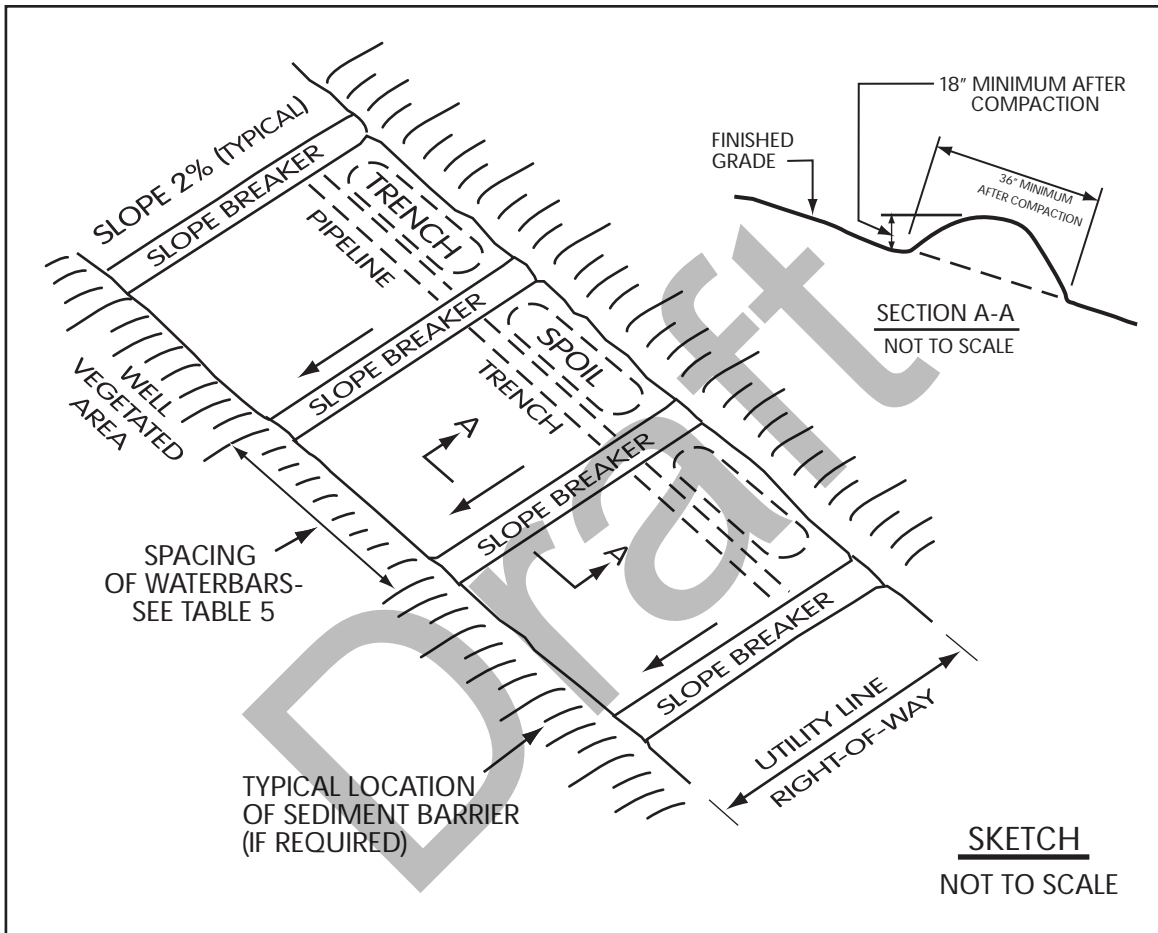 SLOPE 2% (TYPICAL)
SLOPE BREAKER
TRENCH
PIPELINE
SLOPE BREAKER
SPOIL
TRENCH
A
SLOPE BREAKER
A
SLOPE BREAKER
WELL
VEGETATED
AREA
SPACING
OF WATERBARS-
SEE TABLE 5
TYPICAL LOCATION
OF SEDIMENT BARRIER
(IF REQUIRED)
UTILITY LINE
RIGHT-OF-WAY
18" MINIMUM AFTER
COMPACTION
FINISHED
GRADE
36" MINIMUM
AFTER COMPACTION
SECTION A-A
NOT TO SCALE
SKETCH
NOT TO SCALE
Draft